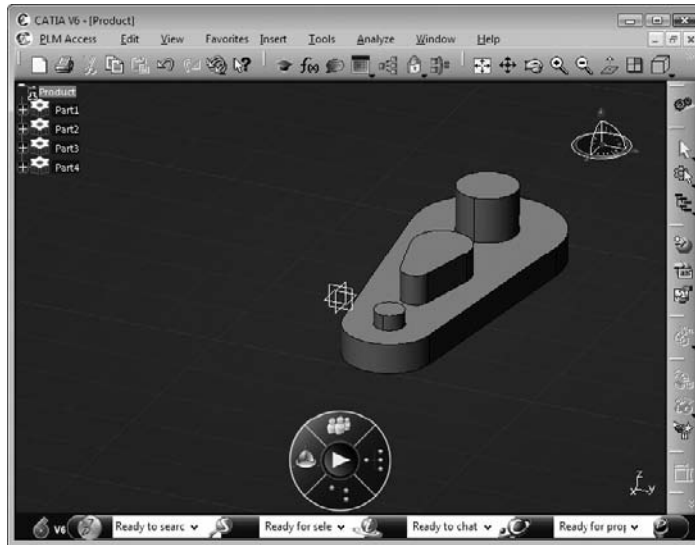 CATIA V6 - [Product]
PLM Access Edit View Favorites Insert Tools Analyze Window Help
f(x)
Product
Part1
Part2
Part3
Part4
z
x y
V6 Ready to searc Ready for sele Ready to chat Ready for prop